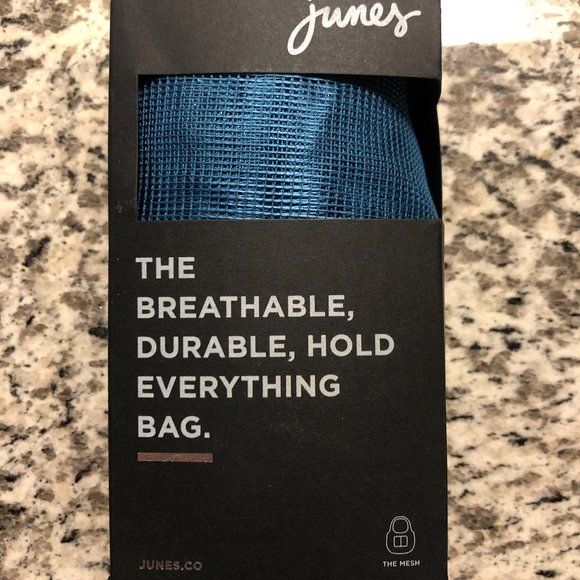 junes
THE
BREATHABLE,
DURABLE, HOLD
EVERYTHING
BAG.
JUNES.CO
THE MESH